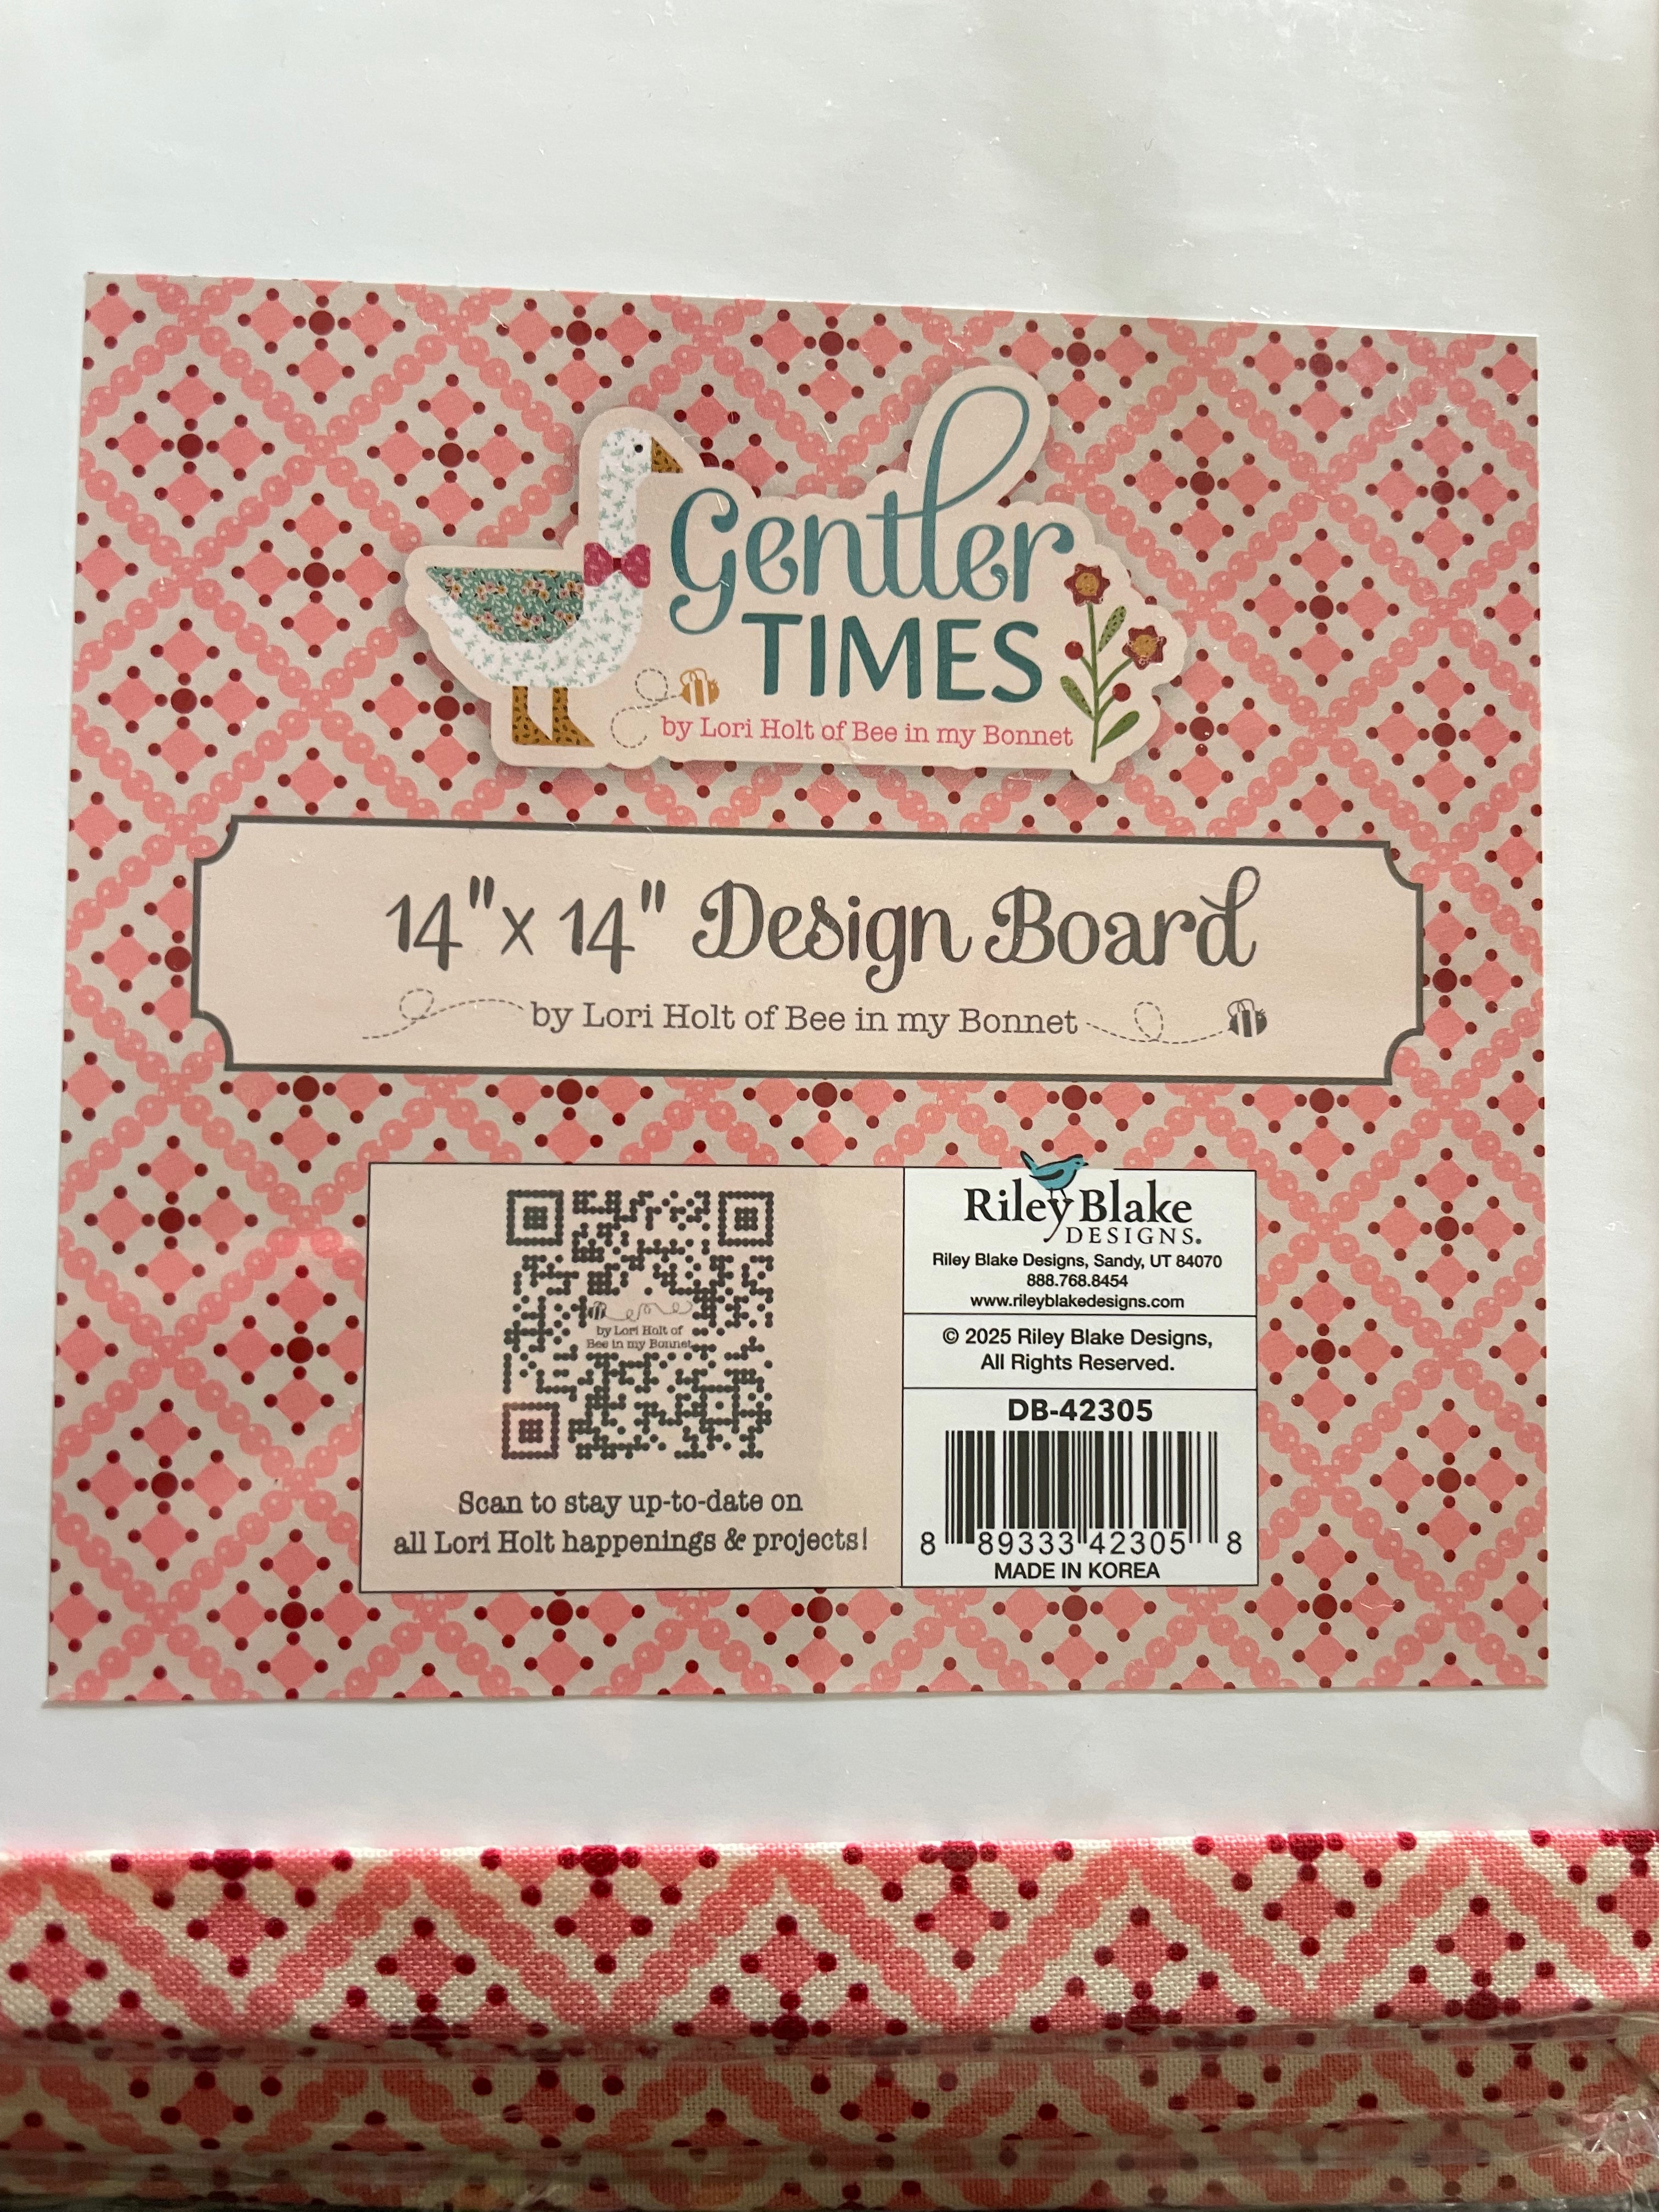 Gentler
TIMES
by Lori Holt of Bee in my Bonnet
14"x 14" Design Board
by Lori Holt of Bee in my Bonnet
by Lori Holt of
Bee in my Bonnet
Scan to stay up-to-date on
all Lori Holt happenings & projects!
Riley Blake
DESIGNS®
Riley Blake Designs, Sandy, UT 84070
888.768.8454
www.rileyblakedesigns.com
© 2025 Riley Blake Designs,
All Rights Reserved.
DB-42305
8 89333 42305 8
MADE IN KOREA